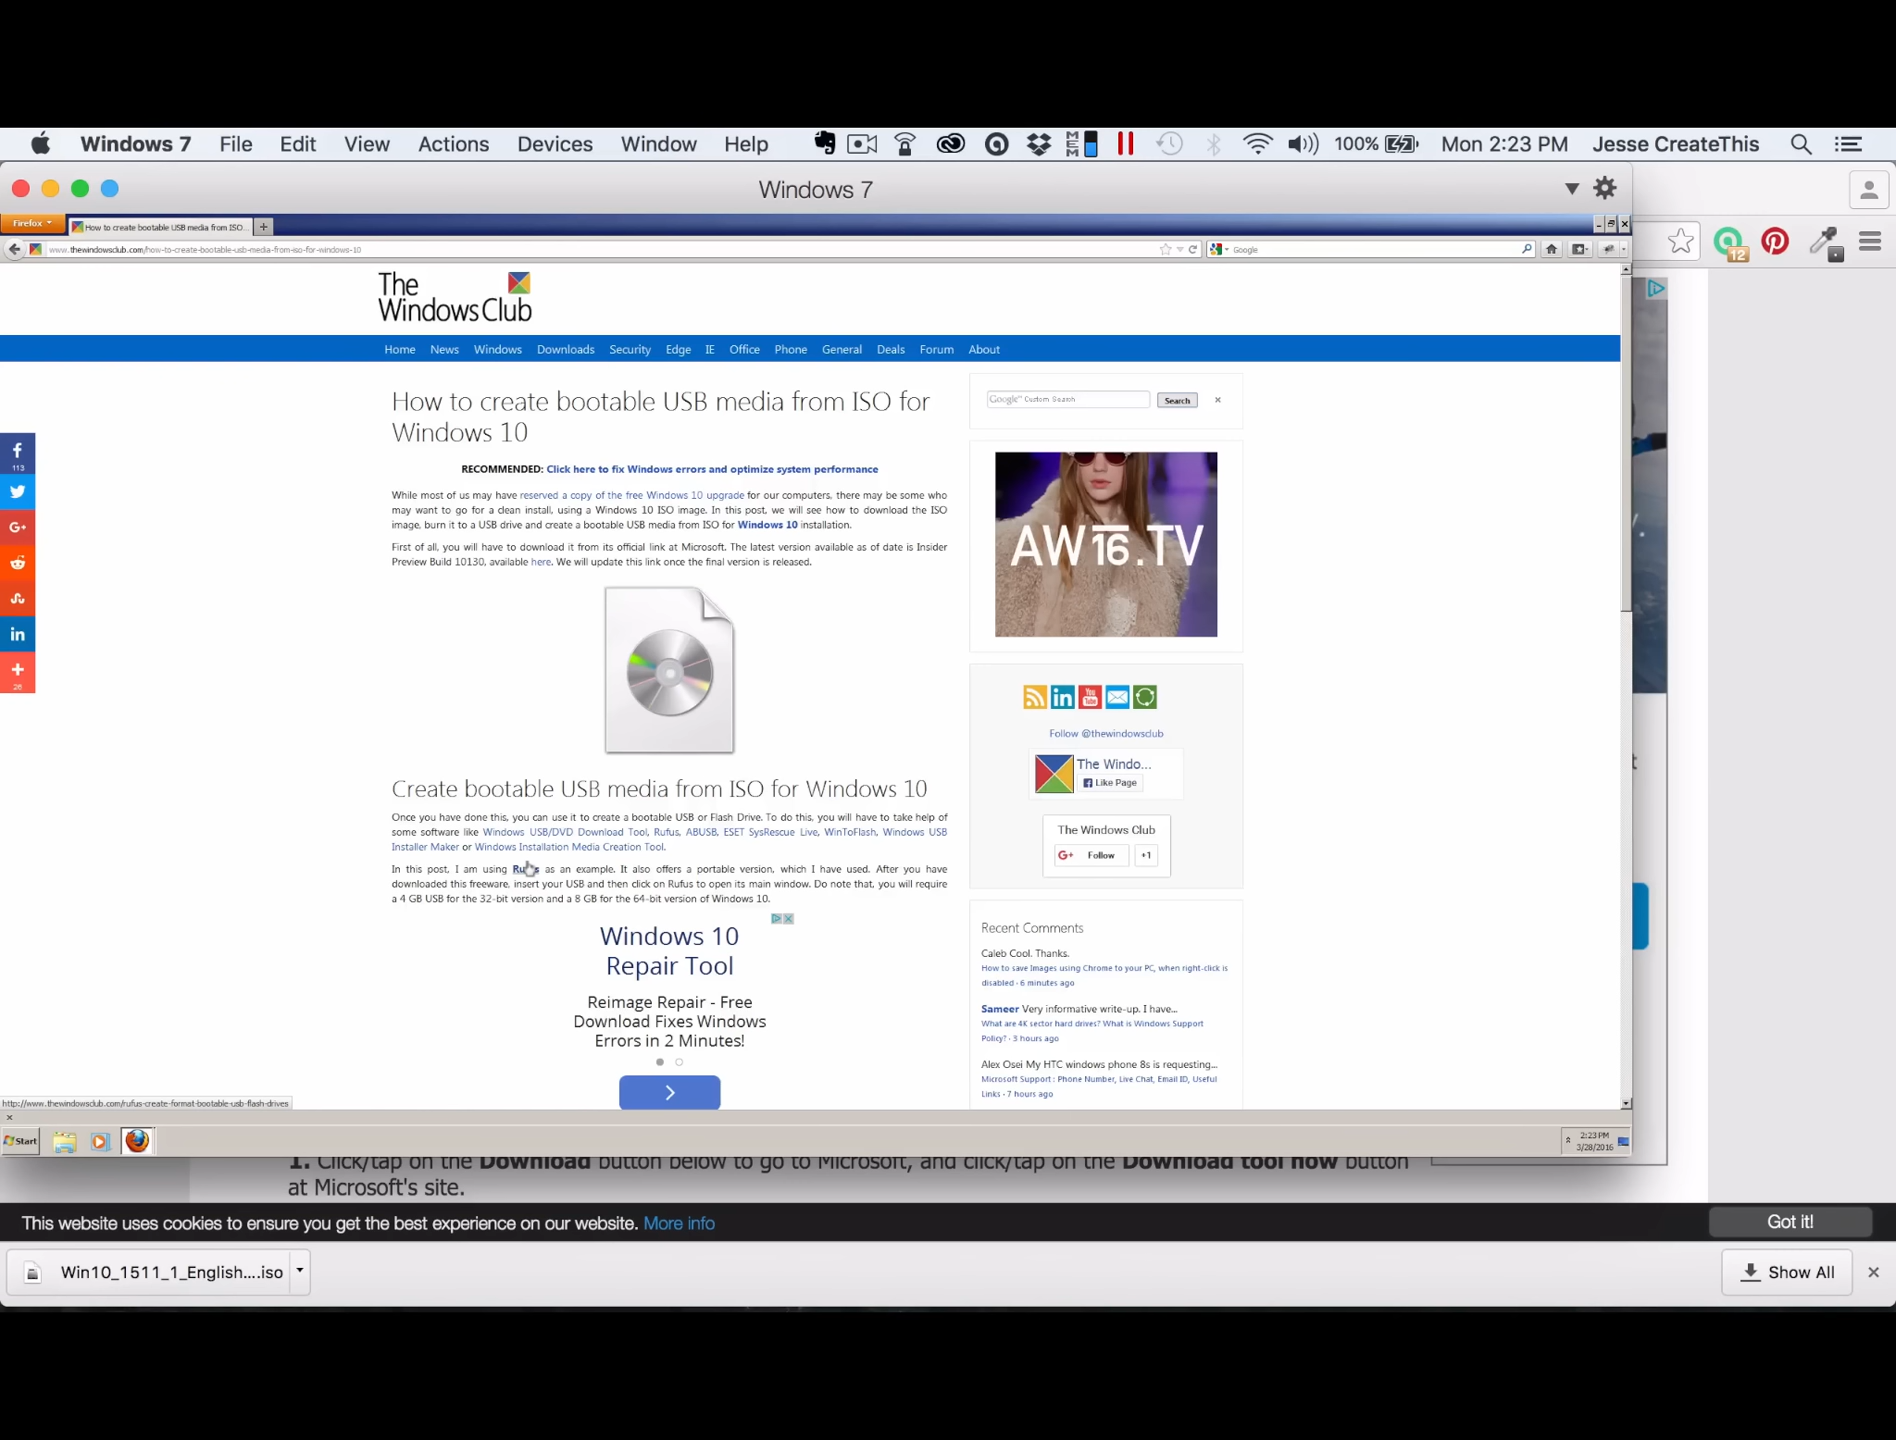 Windows 7 File Edit View Actions Devices Window Help 100% Mon 2:23 PM Jesse CreateThis
Windows 7
Firefox
How to create bootable USB media from ISO...
www.thewindowsclub.com/how-to-create-bootable-usb-media-from-iso-for-windows-10
Google
12
The
WindowsClub
Home News Windows Downloads Security Edge IE Office Phone General Deals Forum About
How to create bootable USB media from ISO for
Windows 10
RECOMMENDED: Click here to fix Windows errors and optimize system performance
While most of us may have reserved a copy of the free Windows 10 upgrade for our computers, there may be some who
may want to go for a clean install, using a Windows 10 ISO image. In this post, we will see how to download the ISO
image, burn it to a USB drive and create a bootable USB media from ISO for Windows 10 installation.
First of all, you will have to download it from its official link at Microsoft. The latest version available as of date is Insider
Preview Build 10130, available here. We will update this link once the final version is released.
113
26
Create bootable USB media from ISO for Windows 10
Once you have done this, you can use it to create a bootable USB or Flash Drive. To do this, you will have to take help of
some software like Windows USB/DVD Download Tool, Rufus, ABUSB, ESET SysRescue Live, WinToFlash, Windows USB
Installer Maker or Windows Installation Media Creation Tool.
In this post, I am using Rufus as an example. It also offers a portable version, which I have used. After you have
downloaded this freeware, insert your USB and then click on Rufus to open its main window. Do note that, you will require
a 4 GB USB for the 32-bit version and a 8 GB for the 64-bit version of Windows 10.
Windows 10
Repair Tool
Reimage Repair - Free
Download Fixes Windows
Errors in 2 Minutes!
Google Custom Search
Search
AW16.TV
You Tube
Follow @thewindowsclub
The Windo...
Like Page
The Windows Club
G+ Follow +1
Recent Comments
Caleb Cool. Thanks.
How to save Images using Chrome to your PC, when right-click is
disabled · 6 minutes ago
Sameer Very informative write-up. I have...
What are 4K sector hard drives? What is Windows Support
Policy? · 3 hours ago
Alex Osei My HTC windows phone 8s is requesting...
Microsoft Support : Phone Number, Live Chat, Email ID, Useful
Links · 7 hours ago
http://www.thewindowsclub.com/rufus-create-format-bootable-usb-flash-drives
Start
2:23 PM
3/28/2016
1. Click/tap on the Download button below to go to Microsoft, and click/tap on the Download tool now button
at Microsoft's site.
This website uses cookies to ensure you get the best experience on our website. More info
Got it!
Win10_1511_1_English....iso
Show All